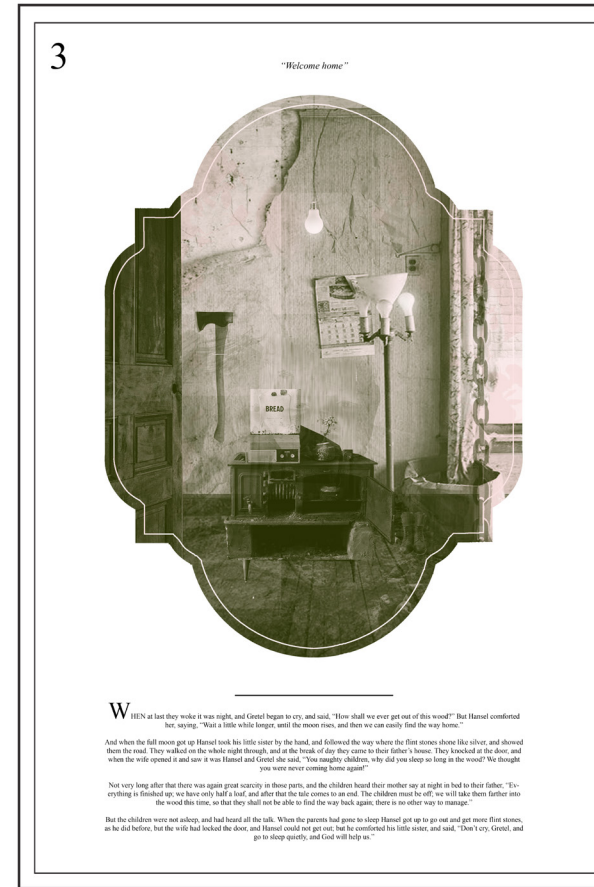 3
“Welcome home”
BREAD
WHEN at last they woke it was night, and Gretel began to cry, and said, “How shall we ever get out of this wood?” But Hansel comforted
her, saying, “Wait a little while longer, until the moon rises, and then we can easily find the way home.”
And when the full moon got up Hansel took his little sister by the hand, and followed the way where the flint stones shone like silver, and showed
them the road. They walked on the whole night through, and at the break of day they came to their father’s house. They knocked at the door, and
when the wife opened it and saw it was Hansel and Gretel she said, “You naughty children, why did you sleep so long in the wood? We thought
you were never coming home again!”
Not very long after that there was again great scarcity in those parts, and the children heard their mother say at night in bed to their father, “Ev-
erything is finished up; we have only half a loaf, and after that the tale comes to an end. The children must be off; we will take them farther into
the wood this time, so that they shall not be able to find the way back again; there is no other way to manage.”
But the children were not asleep, and had heard all the talk. When the parents had gone to sleep Hansel got up to go out and get more flint stones,
as he did before, but the wife had locked the door, and Hansel could not get out; but he comforted his little sister, and said, “Don’t cry, Gretel, and
go to sleep quietly, and God will help us.”